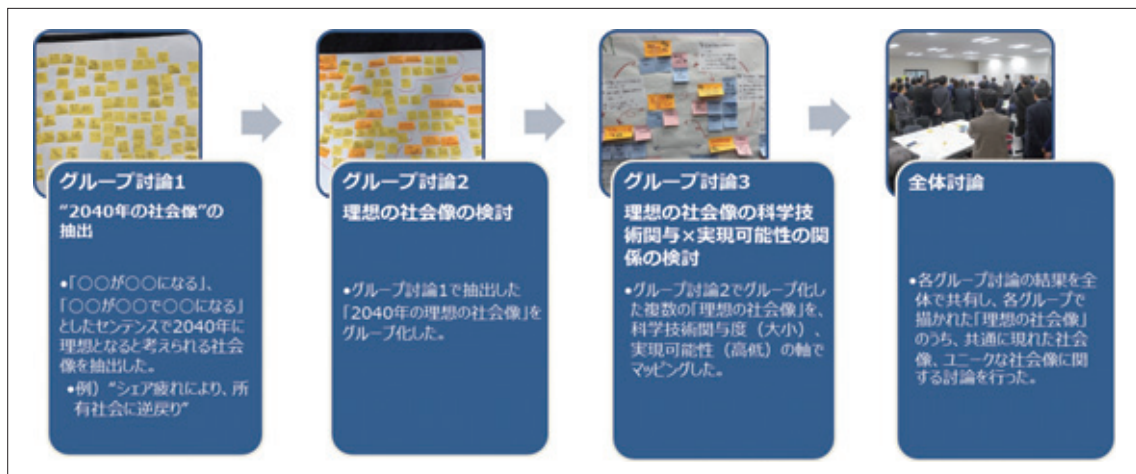 グループ討論1
“2040年の社会像”の
抽出
●「○○が○○になる」、
「○○が○○で○○になる」
としたセンテンスで2040年に
理想となると考えられる社会
像を抽出した。
●例）“シェア疲れにより、所
有社会に逆戻り”
グループ討論2
理想の社会像の検討
●グループ討論1で抽出した
「2040年の理想の社会像」を
グループ化した。
グループ討論3
理想の社会像の科学技
術関与×実現可能性の関
係の検討
●グループ討論2でグループ化し
た複数の「理想の社会像」を、
科学技術関与度（大小）、
実現可能性（高低）の軸で
マッピングした。
全体討論
●各グループ討論の結果を全
体で共有し、各グループで
描かれた「理想の社会像」
のうち、共通に現れた社会
像、ユニークな社会像に関
する討論を行った。